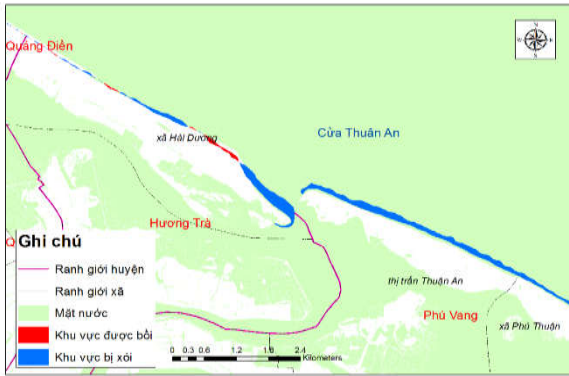 Quảng Điền
xã Hải Dương
Cửa Thuận An
Hương Trà
Q
Ghi chú
Ranh giới huyện
Ranh giới xã
Mặt nước
Khu vực được bồi
Khu vực bị xói
thị trấn Thuận An
Phú Vang
xã Phú Thuận
0 0.3 0.6 1.2 1.8 2.4
Kilometers